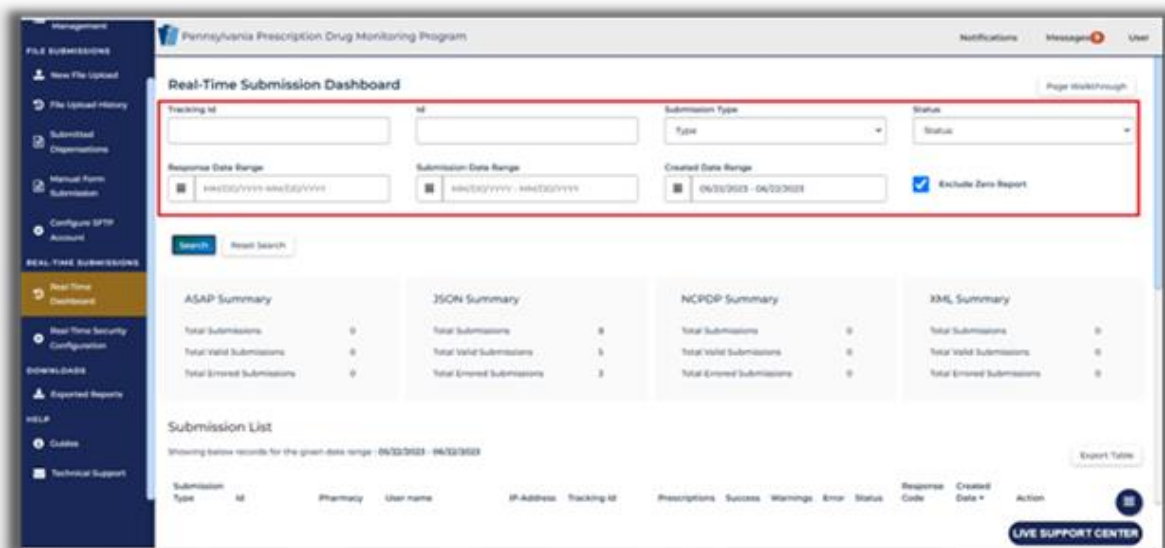 Management
Pennsylvania Prescription Drug Monitoring Program
Notifications
Messages
User
FILE SUBMISSIONS
New File Upload
File Upload History
Submitted
Dispensations
Manual Form
Submission
Configure SFTP
Account
REAL-TIME SUBMISSIONS
Real Time
Dashboard
Real Time Security
Configuration
DOWNLOADS
Exported Reports
HELP
Guides
Technical Support
Real-Time Submission Dashboard
Page Walkthrough
Tracking Id
Id
Submission Type
Status
Type
Status
Response Date Range
Submission Date Range
Created Date Range
MM/DD/YYYY-MM/DD/YYYY
MM/DD/YYYY - MM/DD/YYYY
05/22/2023 - 06/22/2023
Exclude Zero Report
Search
Reset Search
ASAP Summary
Total Submissions 0
Total Valid Submissions 0
Total Errored Submissions 0
JSON Summary
Total Submissions 8
Total Valid Submissions 5
Total Errored Submissions 3
NCPDP Summary
Total Submissions 0
Total Valid Submissions 0
Total Errored Submissions 0
XML Summary
Total Submissions 0
Total Valid Submissions 0
Total Errored Submissions 0
Submission List
Showing below records for the given date range : 05/22/2023 - 06/22/2023
Export Table
Submission
Type
Id
Pharmacy
User name
IP-Address
Tracking Id
Prescriptions
Success
Warnings
Error
Status
Response
Code
Created
Date
Action
LIVE SUPPORT CENTER